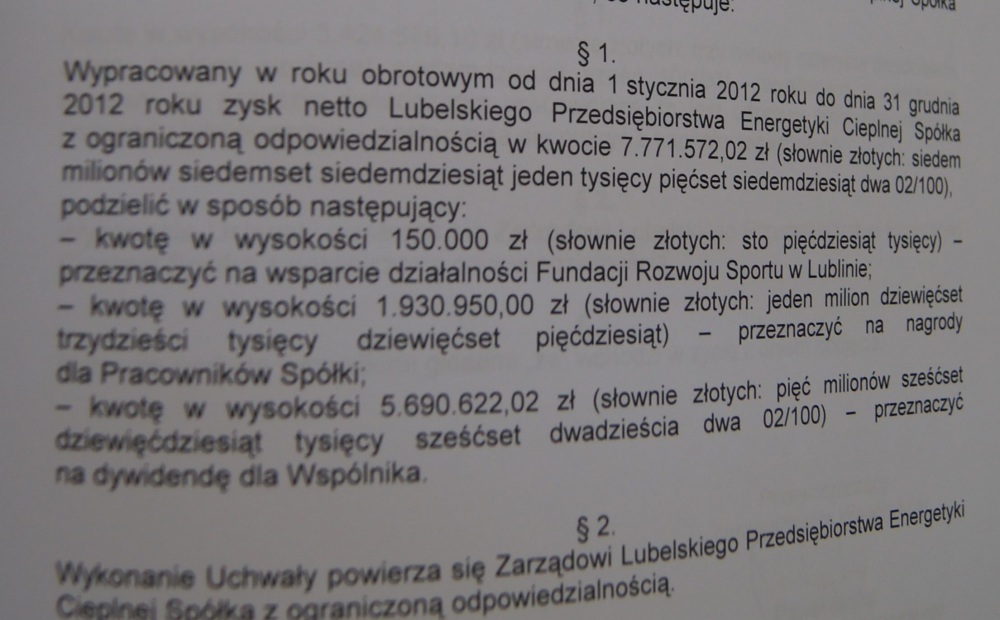 następuje:
Spółka
§ 1.
Wypracowany w roku obrotowym od dnia 1 stycznia 2012 roku do dnia 31 grudnia
2012 roku zysk netto Lubelskiego Przedsiębiorstwa Energetyki Cieplnej Spółka
z ograniczoną odpowiedzialnością w kwocie 7.771.572,02 zł (słownie złotych: siedem
milionów siedemset siedemdziesiąt jeden tysięcy pięćset siedemdziesiąt dwa 02/100),
podzielić w sposób następujący:
– kwotę w wysokości 150.000 zł (słownie złotych: sto pięćdziesiąt tysięcy) –
przeznaczyć na wsparcie działalności Fundacji Rozwoju Sportu w Lublinie;
– kwotę w wysokości 1.930.950,00 zł (słownie złotych: jeden milion dziewięćset
trzydzieści tysięcy dziewięćset pięćdziesiąt) – przeznaczyć na nagrody
dla Pracowników Spółki;
– kwotę w wysokości 5.690.622,02 zł (słownie złotych: pięć milionów sześćset
dziewięćdziesiąt tysięcy sześćset dwadzieścia dwa 02/100) – przeznaczyć
na dywidendę dla Wspólnika.
§ 2.
Wykonanie Uchwały powierza się Zarządowi Lubelskiego Przedsiębiorstwa Energetyki
Cieplnej Spółka z ograniczoną odpowiedzialnością.